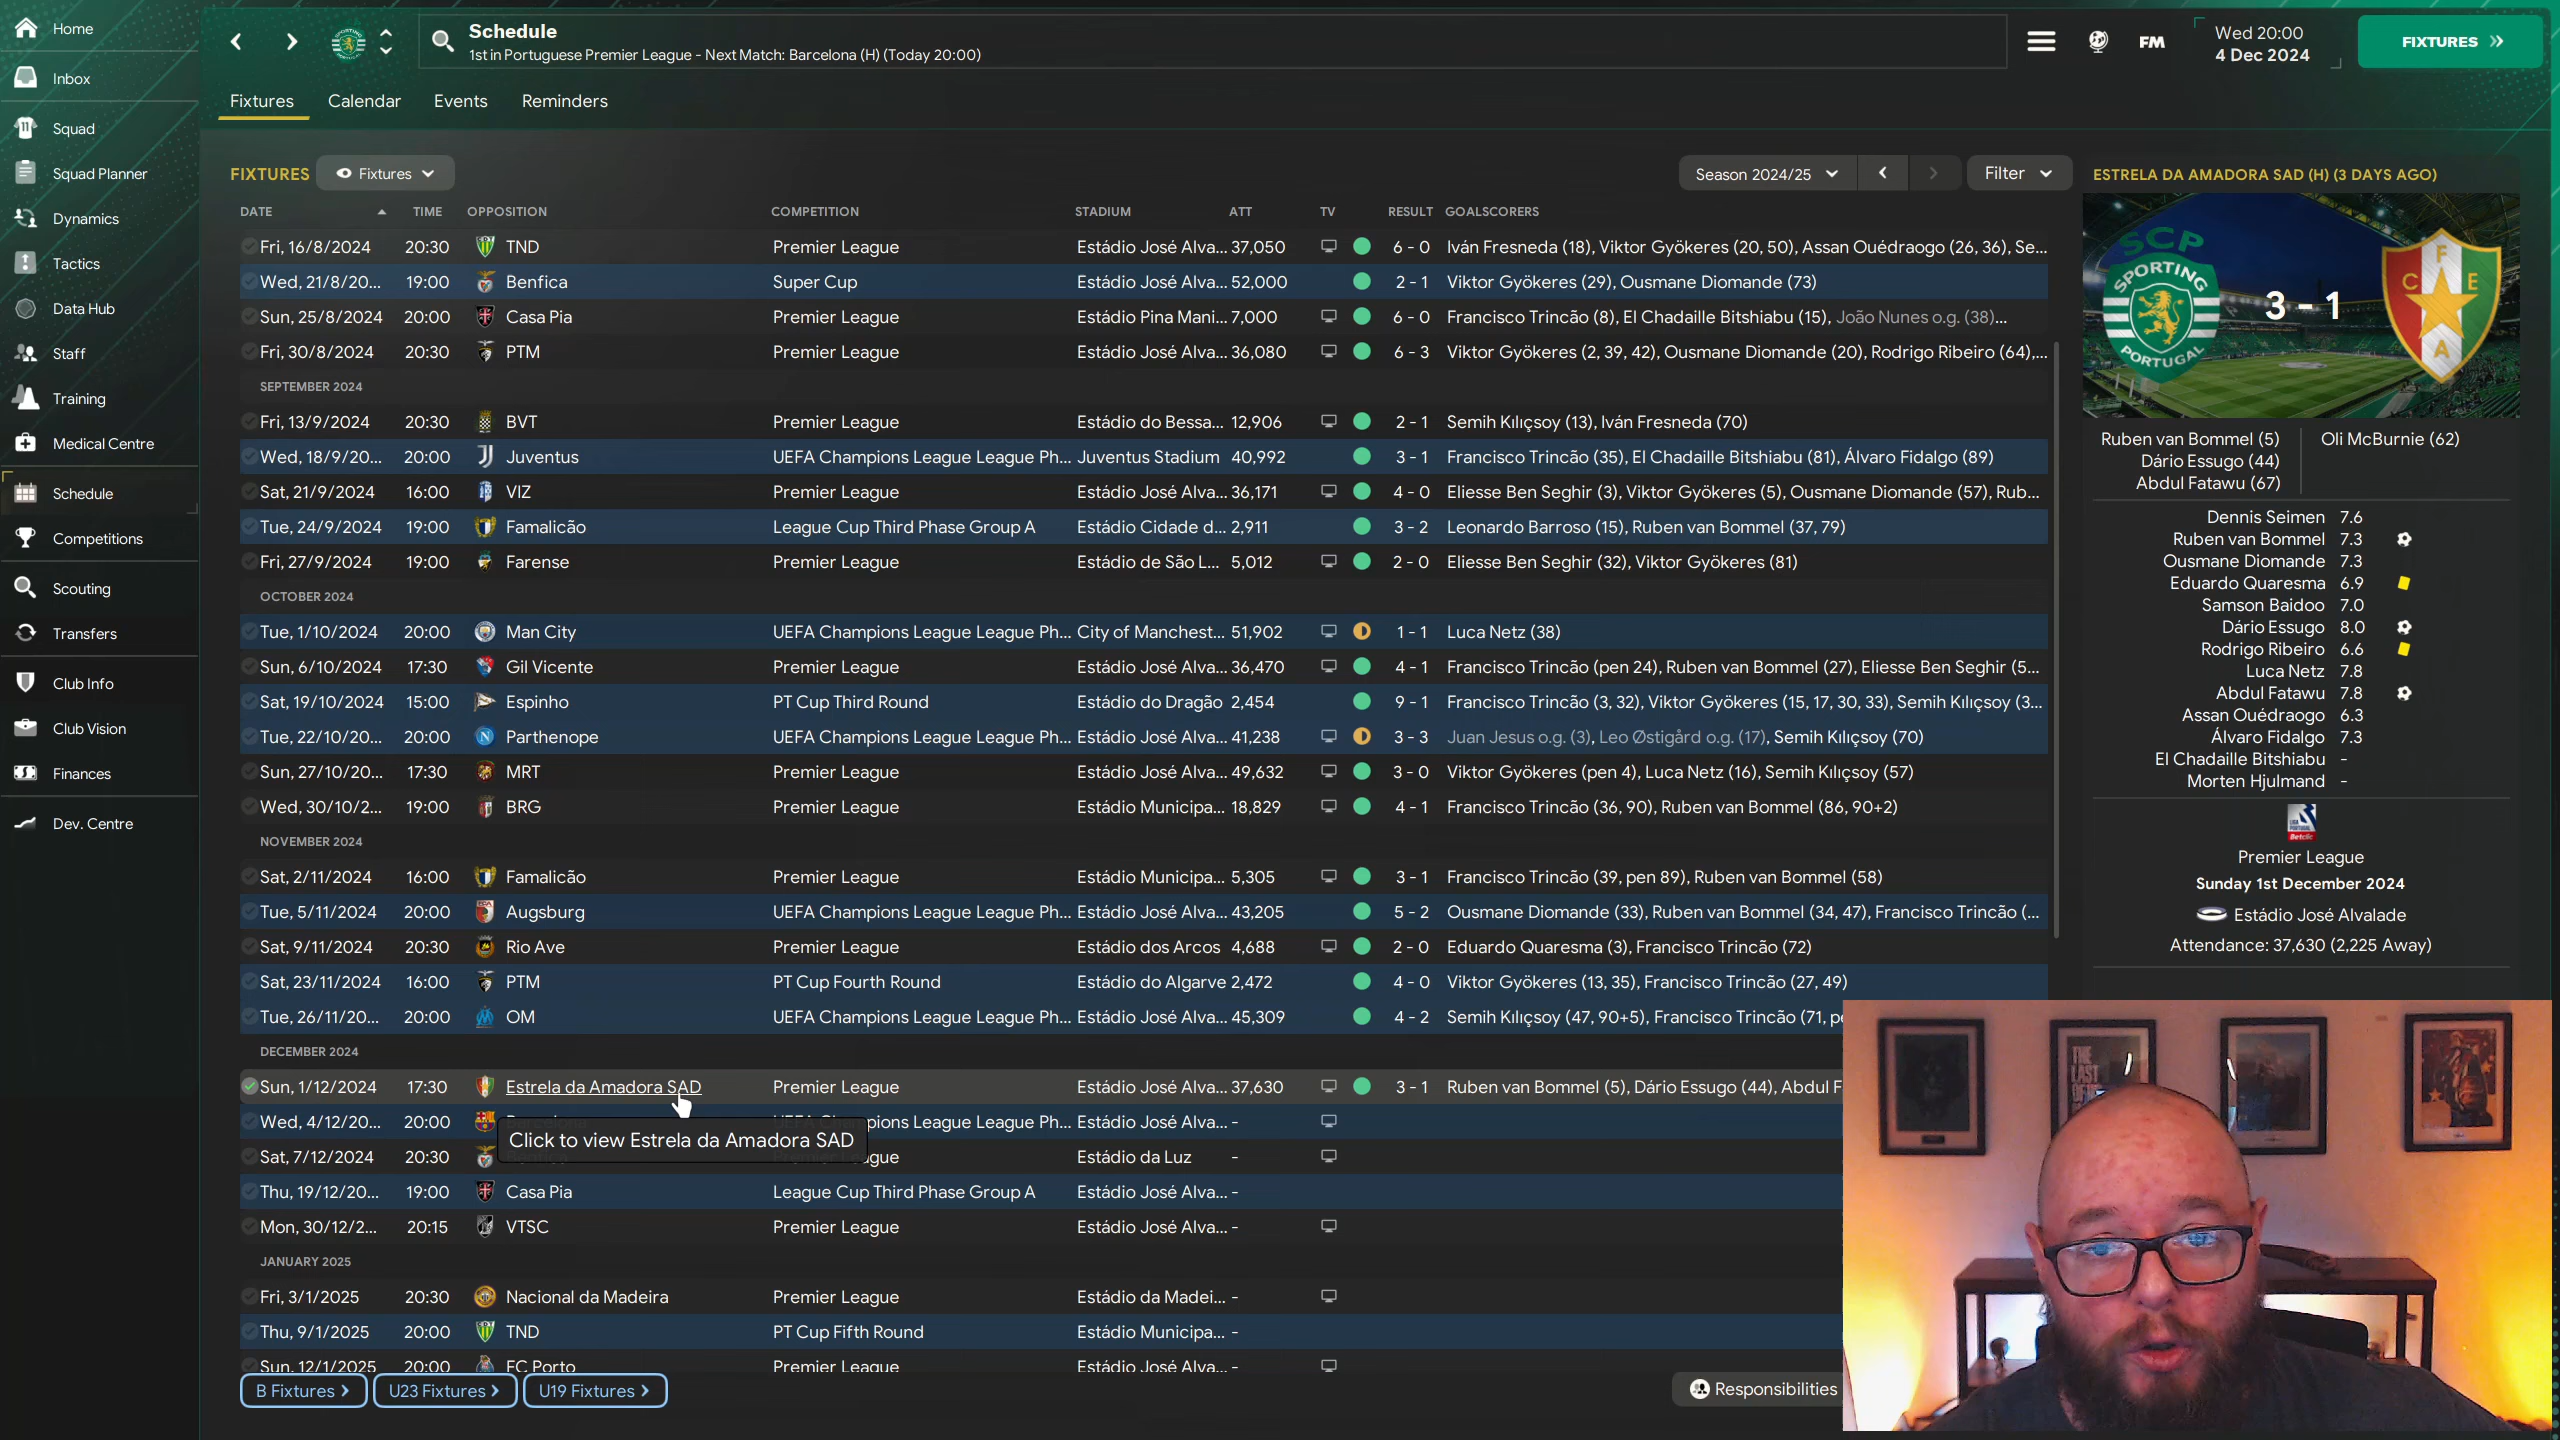 Home
Inbox
Squad
Squad Planner
Dynamics
Tactics
Data Hub
Staff
Training
Medical Centre
Schedule
Competitions
Scouting
Transfers
Club Info
Club Vision
Finances
Dev. Centre
Schedule
1st in Portuguese Premier League - Next Match: Barcelona (H) (Today 20:00)
FM
Wed 20:00
4 Dec 2024
FIXTURES
Fixtures Calendar Events Reminders
FIXTURES Fixtures Season 2024/25 Filter
DATE TIME OPPOSITION COMPETITION STADIUM ATT TV RESULT GOALSCORERS
Fri, 16/8/2024 20:30 TND Premier League Estádio José Alva... 37,050 6 - 0 Iván Fresneda (18), Viktor Gyökeres (20, 50), Assan Ouédraogo (26, 36), Se...
Wed, 21/8/20... 19:00 Benfica Super Cup Estádio José Alva... 52,000 2 - 1 Viktor Gyökeres (29), Ousmane Diomande (73)
Sun, 25/8/2024 20:00 Casa Pia Premier League Estádio Pina Mani... 7,000 6 - 0 Francisco Trincão (8), El Chadaille Bitshiabu (15), João Nunes o.g. (38)...
Fri, 30/8/2024 20:30 PTM Premier League Estádio José Alva... 36,080 6 - 3 Viktor Gyökeres (2, 39, 42), Ousmane Diomande (20), Rodrigo Ribeiro (64),...
SEPTEMBER 2024
Fri, 13/9/2024 20:30 BVT Premier League Estádio do Bessa... 12,906 2 - 1 Semih Kılıçsoy (13), Iván Fresneda (70)
Wed, 18/9/20... 20:00 Juventus UEFA Champions League League Ph... Juventus Stadium 40,992 3 - 1 Francisco Trincão (35), El Chadaille Bitshiabu (81), Álvaro Fidalgo (89)
Sat, 21/9/2024 16:00 VIZ Premier League Estádio José Alva... 36,171 4 - 0 Eliesse Ben Seghir (3), Viktor Gyökeres (5), Ousmane Diomande (57), Rub...
Tue, 24/9/2024 19:00 Famalicão League Cup Third Phase Group A Estádio Cidade d... 2,911 3 - 2 Leonardo Barroso (15), Ruben van Bommel (37, 79)
Fri, 27/9/2024 19:00 Farense Premier League Estádio de São L... 5,012 2 - 0 Eliesse Ben Seghir (32), Viktor Gyökeres (81)
OCTOBER 2024
Tue, 1/10/2024 20:00 Man City UEFA Champions League League Ph... City of Manchest... 51,902 1 - 1 Luca Netz (38)
Sun, 6/10/2024 17:30 Gil Vicente Premier League Estádio José Alva... 36,470 4 - 1 Francisco Trincão (pen 24), Ruben van Bommel (27), Eliesse Ben Seghir (5...
Sat, 19/10/2024 15:00 Espinho PT Cup Third Round Estádio do Dragão 2,454 9 - 1 Francisco Trincão (3, 32), Viktor Gyökeres (15, 17, 30, 33), Semih Kılıçsoy (3...
Tue, 22/10/20... 20:00 Parthenope UEFA Champions League League Ph... Estádio José Alva... 41,238 3 - 3 Juan Jesus o.g. (3), Leo Østigård o.g. (17), Semih Kılıçsoy (70)
Sun, 27/10/20... 17:30 MRT Premier League Estádio José Alva... 49,632 3 - 0 Viktor Gyökeres (pen 4), Luca Netz (16), Semih Kılıçsoy (57)
Wed, 30/10/2... 19:00 BRG Premier League Estádio Municipa... 18,829 4 - 1 Francisco Trincão (36, 90), Ruben van Bommel (86, 90+2)
NOVEMBER 2024
Sat, 2/11/2024 16:00 Famalicão Premier League Estádio Municipa... 5,305 3 - 1 Francisco Trincão (39, pen 89), Ruben van Bommel (58)
Tue, 5/11/2024 20:00 Augsburg UEFA Champions League League Ph... Estádio José Alva... 43,205 5 - 2 Ousmane Diomande (33), Ruben van Bommel (34, 47), Francisco Trincão (...
Sat, 9/11/2024 20:30 Rio Ave Premier League Estádio dos Arcos 4,688 2 - 0 Eduardo Quaresma (3), Francisco Trincão (72)
Sat, 23/11/2024 16:00 PTM PT Cup Fourth Round Estádio do Algarve 2,472 4 - 0 Viktor Gyökeres (13, 35), Francisco Trincão (27, 49)
Tue, 26/11/20... 20:00 OM UEFA Champions League League Ph... Estádio José Alva... 45,309 4 - 2 Semih Kılıçsoy (47, 90+5), Francisco Trincão (71, pe
DECEMBER 2024
Sun, 1/12/2024 17:30 Estrela da Amadora SAD Premier League Estádio José Alva... 37,630 3 - 1 Ruben van Bommel (5), Dário Essugo (44), Abdul F
Wed, 4/12/20... 20:00 Barcelona UEFA Champions League League Ph... Estádio José Alva... -
Click to view Estrela da Amadora SAD
Sat, 7/12/2024 20:30 Benfica Premier League Estádio da Luz -
Thu, 19/12/20... 19:00 Casa Pia League Cup Third Phase Group A Estádio José Alva... -
Mon, 30/12/2... 20:15 VTSC Premier League Estádio José Alva... -
JANUARY 2025
Fri, 3/1/2025 20:30 Nacional da Madeira Premier League Estádio da Madei... -
Thu, 9/1/2025 20:00 TND PT Cup Fifth Round Estádio Municipa... -
Sun, 12/1/2025 20:00 FC Porto Premier League Estádio José Alva... -
B Fixtures U23 Fixtures U19 Fixtures Responsibilities
ESTRELA DA AMADORA SAD (H) (3 DAYS AGO)
SCP
SPORTING
PORTUGAL
3 - 1
C F E A
Ruben van Bommel (5) Oli McBurnie (62)
Dário Essugo (44)
Abdul Fatawu (67)
Dennis Seimen 7.6
Ruben van Bommel 7.3
Ousmane Diomande 7.3
Eduardo Quaresma 6.9
Samson Baidoo 7.0
Dário Essugo 8.0
Rodrigo Ribeiro 6.6
Luca Netz 7.8
Abdul Fatawu 7.8
Assan Ouédraogo 6.3
Álvaro Fidalgo 7.3
El Chadaille Bitshiabu -
Morten Hjulmand -
Premier League
Sunday 1st December 2024
Estádio José Alvalade
Attendance: 37,630 (2,225 Away)
THE
LAST